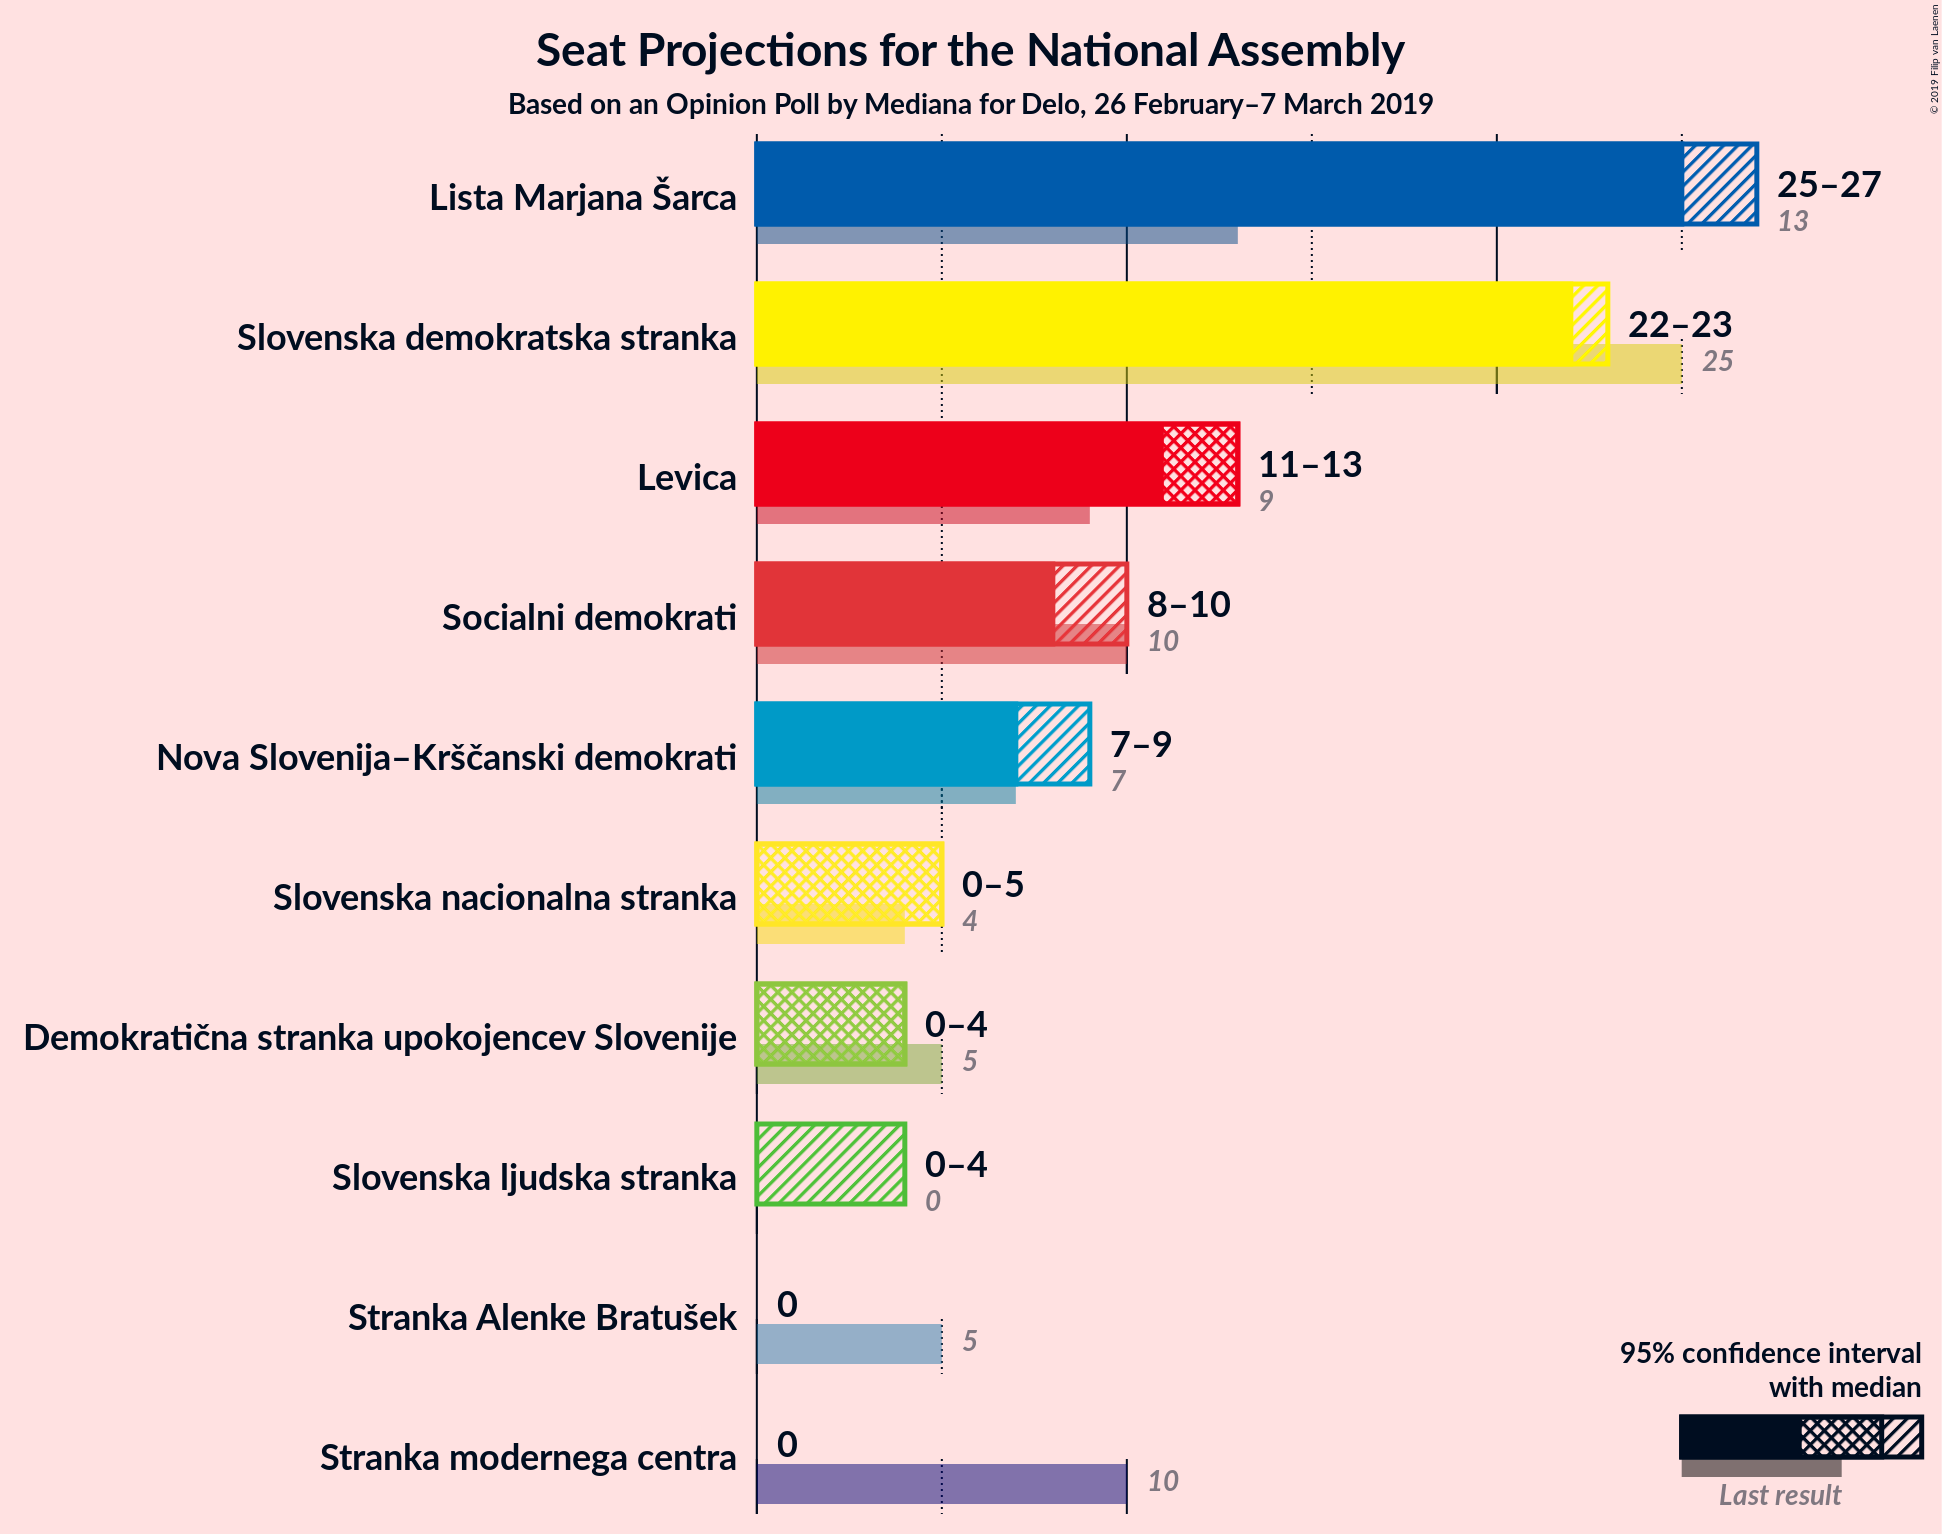 Seat Projections for the National Assembly
Based on an Opinion Poll by Mediana for Delo, 26 February–7 March 2019
© 2019 Filip van Laenen
Lista Marjana Šarca
25–27
13
Slovenska demokratska stranka
22–23
25
Levica
11–13
9
Socialni demokrati
8–10
10
Nova Slovenija–Krščanski demokrati
7–9
7
Slovenska nacionalna stranka
0–5
4
Demokratična stranka upokojencev Slovenije
0–4
5
Slovenska ljudska stranka
0–4
0
Stranka Alenke Bratušek
0
5
Stranka modernega centra
0
10
95% confidence interval
with median
Last result